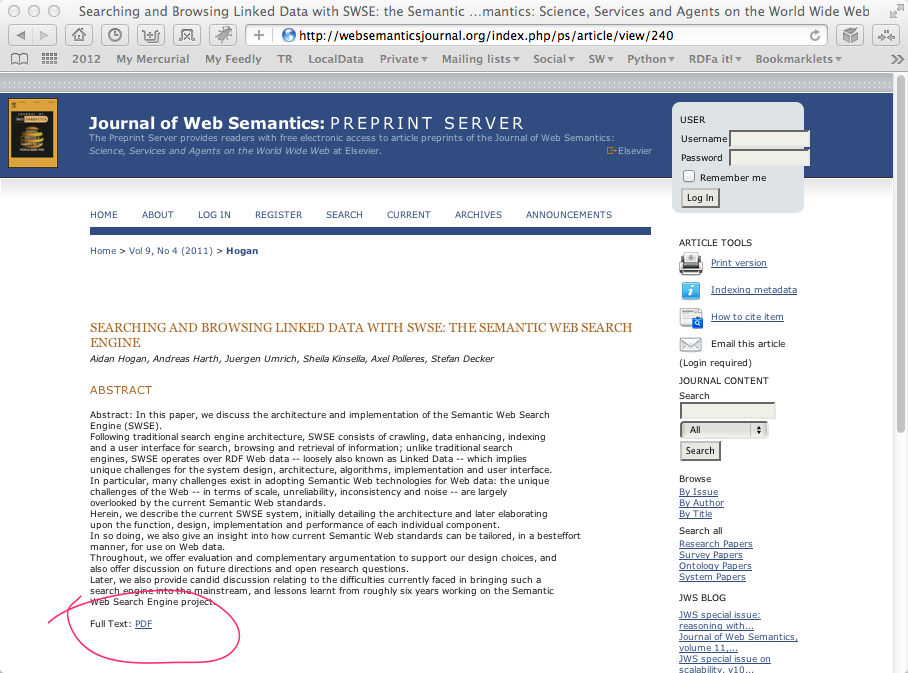 Searching and Browsing Linked Data with SWSE: the Semantic ...mantics: Science, Services and Agents on the World Wide Web
http://websemanticsjournal.org/index.php/ps/article/view/240
2012 My Mercurial My Feedly TR LocalData Private Mailing lists Social SW Python RDFa it! Bookmarklets
Journal of Web Semantics: PREPRINT SERVER
The Preprint Server provides readers with free electronic access to article preprints of the Journal of Web Semantics:
Science, Services and Agents on the World Wide Web at Elsevier.
Elsevier
USER
Username
Password
Remember me
Log In
HOME ABOUT LOG IN REGISTER SEARCH CURRENT ARCHIVES ANNOUNCEMENTS
Home > Vol 9, No 4 (2011) > Hogan
SEARCHING AND BROWSING LINKED DATA WITH SWSE: THE SEMANTIC WEB SEARCH
ENGINE
Aidan Hogan, Andreas Harth, Juergen Umrich, Sheila Kinsella, Axel Polleres, Stefan Decker
ABSTRACT
Abstract: In this paper, we discuss the architecture and implementation of the Semantic Web Search
Engine (SWSE).
Following traditional search engine architecture, SWSE consists of crawling, data enhancing, indexing
and a user interface for search, browsing and retrieval of information; unlike traditional search
engines, SWSE operates over RDF Web data -- loosely also known as Linked Data -- which implies
unique challenges for the system design, architecture, algorithms, implementation and user interface.
In particular, many challenges exist in adopting Semantic Web technologies for Web data: the unique
challenges of the Web -- in terms of scale, unreliability, inconsistency and noise -- are largely
overlooked by the current Semantic Web standards.
Herein, we describe the current SWSE system, initially detailing the architecture and later elaborating
upon the function, design, implementation and performance of each individual component.
In so doing, we also give an insight into how current Semantic Web standards can be tailored, in a besteffort
manner, for use on Web data.
Throughout, we offer evaluation and complementary argumentation to support our design choices, and
also offer discussion on future directions and open research questions.
Later, we also provide candid discussion relating to the difficulties currently faced in bringing such a
search engine into the mainstream, and lessons learnt from roughly six years working on the Semantic
Web Search Engine project.
Full Text: PDF
ARTICLE TOOLS
Print version
Indexing metadata
How to cite item
Email this article
(Login required)
JOURNAL CONTENT
Search
All
Search
Browse
By Issue
By Author
By Title
Search all
Research Papers
Survey Papers
Ontology Papers
System Papers
JWS BLOG
JWS special issue:
reasoning with...
Journal of Web Semantics,
volume 11,...
JWS special issue on
scalability, v10...